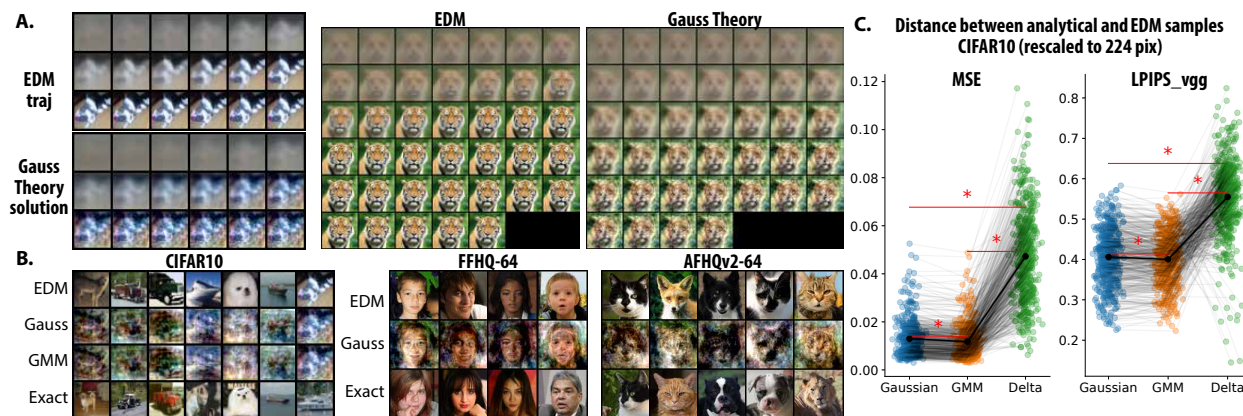 A.
EDM
traj
Gauss
Theory
solution
EDM
Gauss Theory
B.
CIFAR10
EDM
Gauss
GMM
Exact
FFHQ-64
EDM
Gauss
Exact
AFHQv2-64
C.
Distance between analytical and EDM samples
CIFAR10 (rescaled to 224 pix)
MSE
0.12
0.10
0.08
0.06
0.04
0.02
0.00
Gaussian GMM Delta
* * *
LPIPS_vgg
0.8
0.7
0.6
0.5
0.4
0.3
0.2
Gaussian GMM Delta
* * *